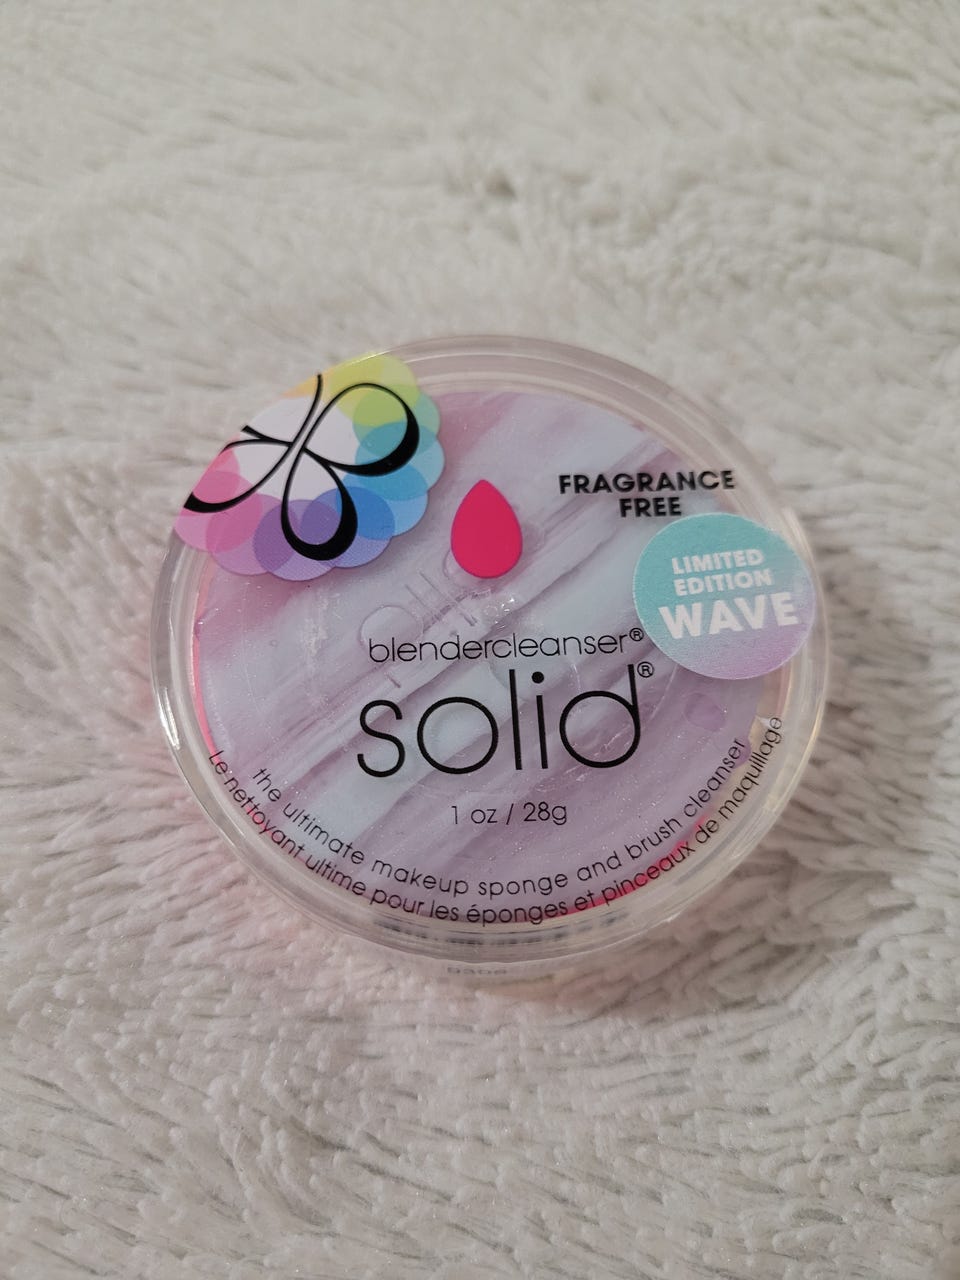 FRAGRANCE
FREE
LIMITED
EDITION
WAVE
blendercleanser®
solid®
1 oz / 28g
the ultimate makeup sponge and brush cleanser
Le nettoyant ultime pour les éponges et pinceaux de maquillage